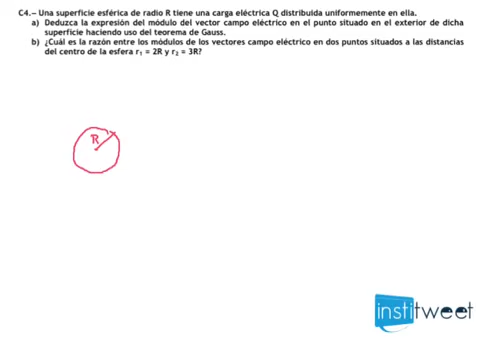 C4.- Una superficie esférica de radio R tiene una carga eléctrica Q distribuida uniformemente en ella.
a) Deduzca la expresión del módulo del vector campo eléctrico en el punto situado en el exterior de dicha
superficie haciendo uso del teorema de Gauss.
b) ¿Cuál es la razón entre los módulos de los vectores campo eléctrico en dos puntos situados a las distancias
del centro de la esfera r₁ = 2R y r₂ = 3R?
R
institweet